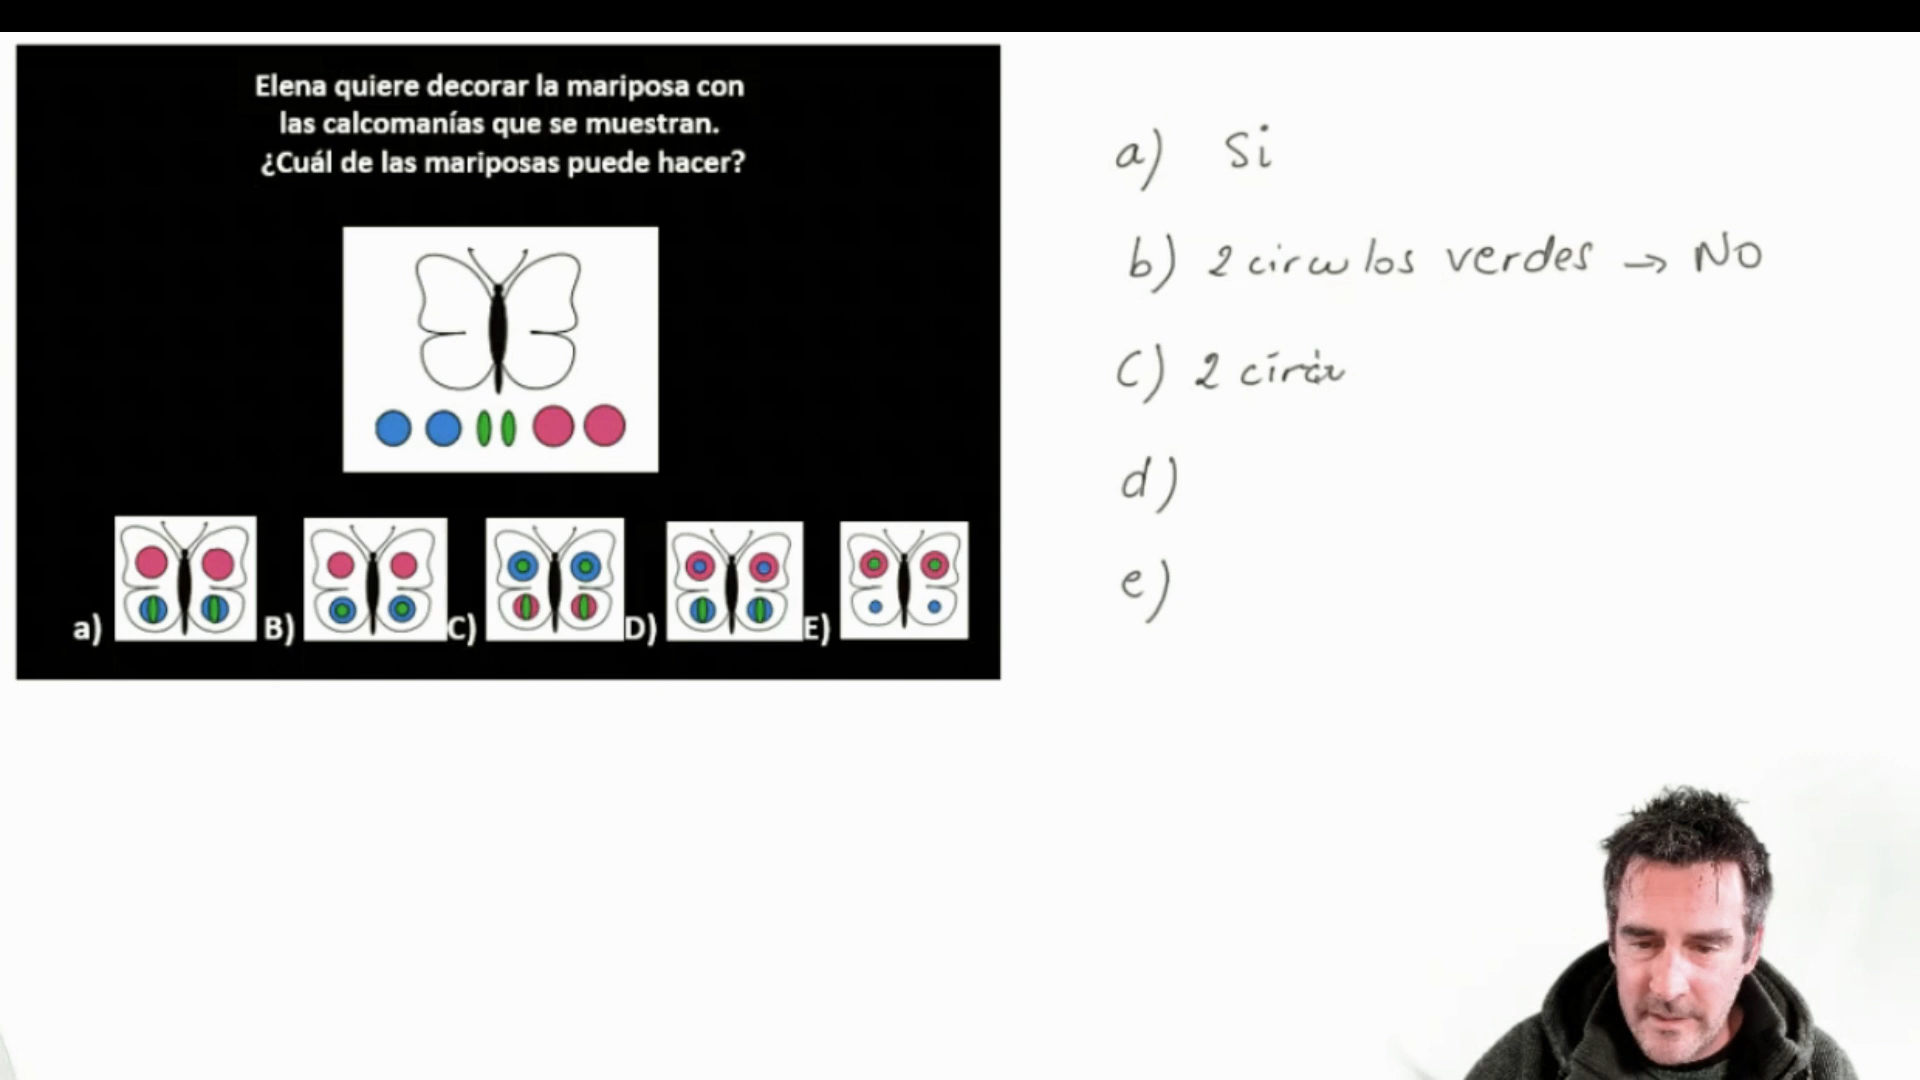 Elena quiere decorar la mariposa con
las calcomanías que se muestran.
¿Cuál de las mariposas puede hacer?
a) B) C) D) E)
a) Si
b) 2 circulos verdes → No
c) 2 círcu
d)
e)